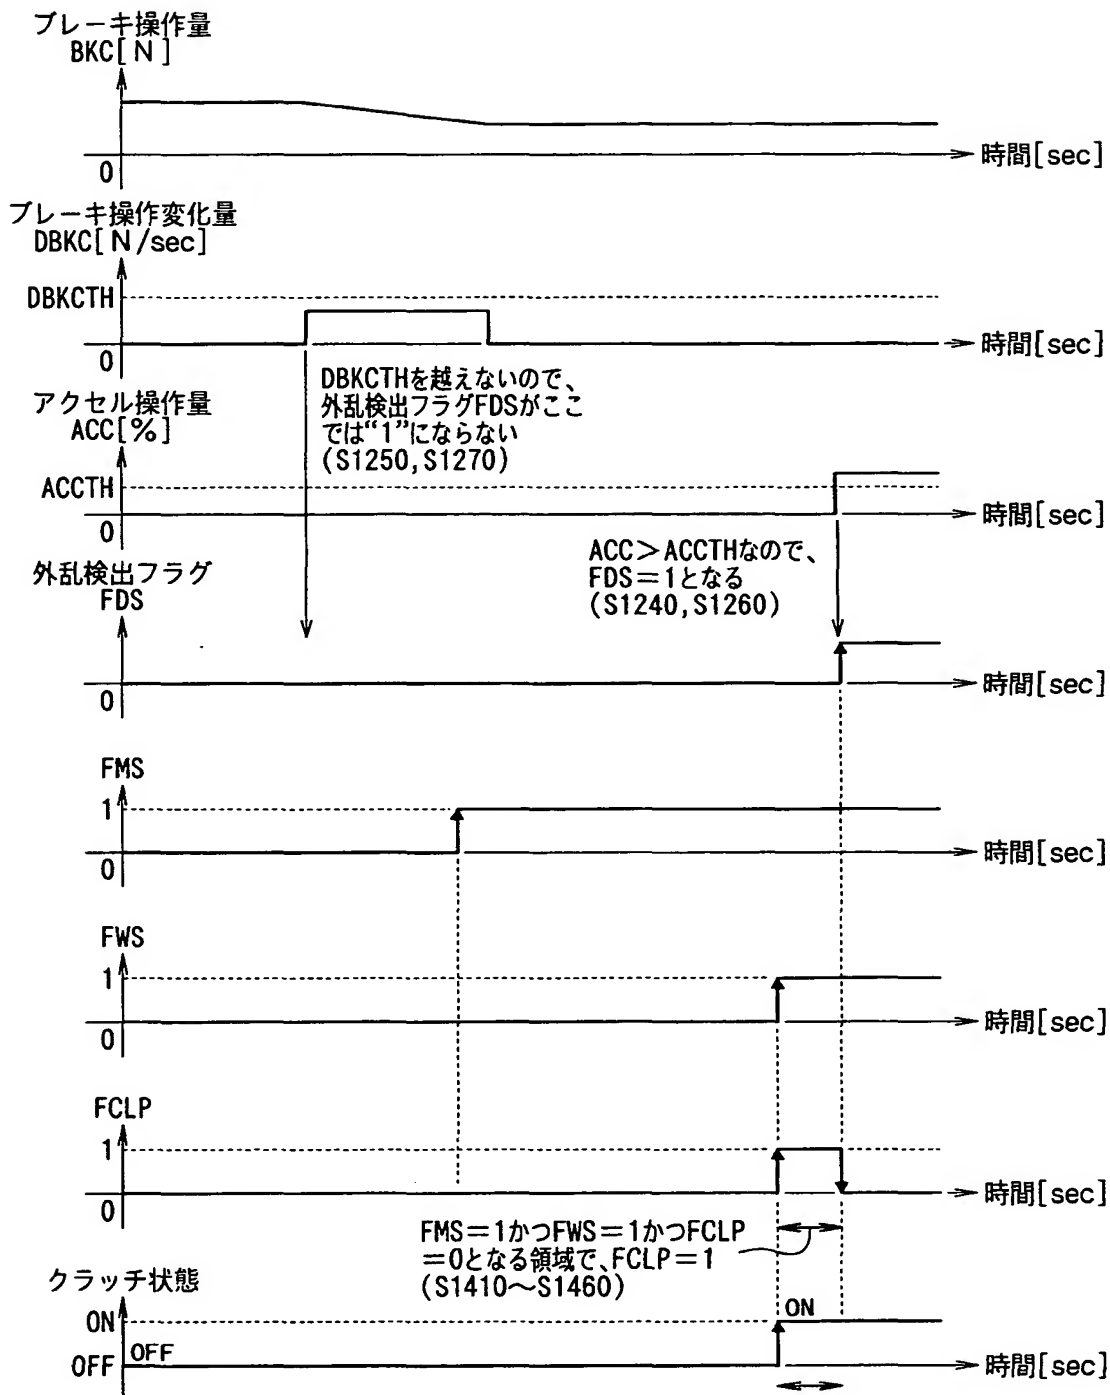 ブレーキ操作量
BKC[N]
0
時間[sec]
ブレーキ操作変化量
DBKC[N/sec]
DBKCTH
0
時間[sec]
DBKCTHを越えないので、
外乱検出フラグFDSがここ
では“1”にならない
(S1250,S1270)
アクセル操作量
ACC[%]
ACCTH
0
時間[sec]
ACC>ACCTHなので、
FDS=1となる
(S1240,S1260)
外乱検出フラグ
FDS
0
時間[sec]
FMS
1
0
時間[sec]
FWS
1
0
時間[sec]
FCLP
1
0
時間[sec]
FMS=1かつFWS=1かつFCLP
=0となる領域で、FCLP=1
(S1410～S1460)
クラッチ状態
ON
ON
OFF
OFF
時間[sec]